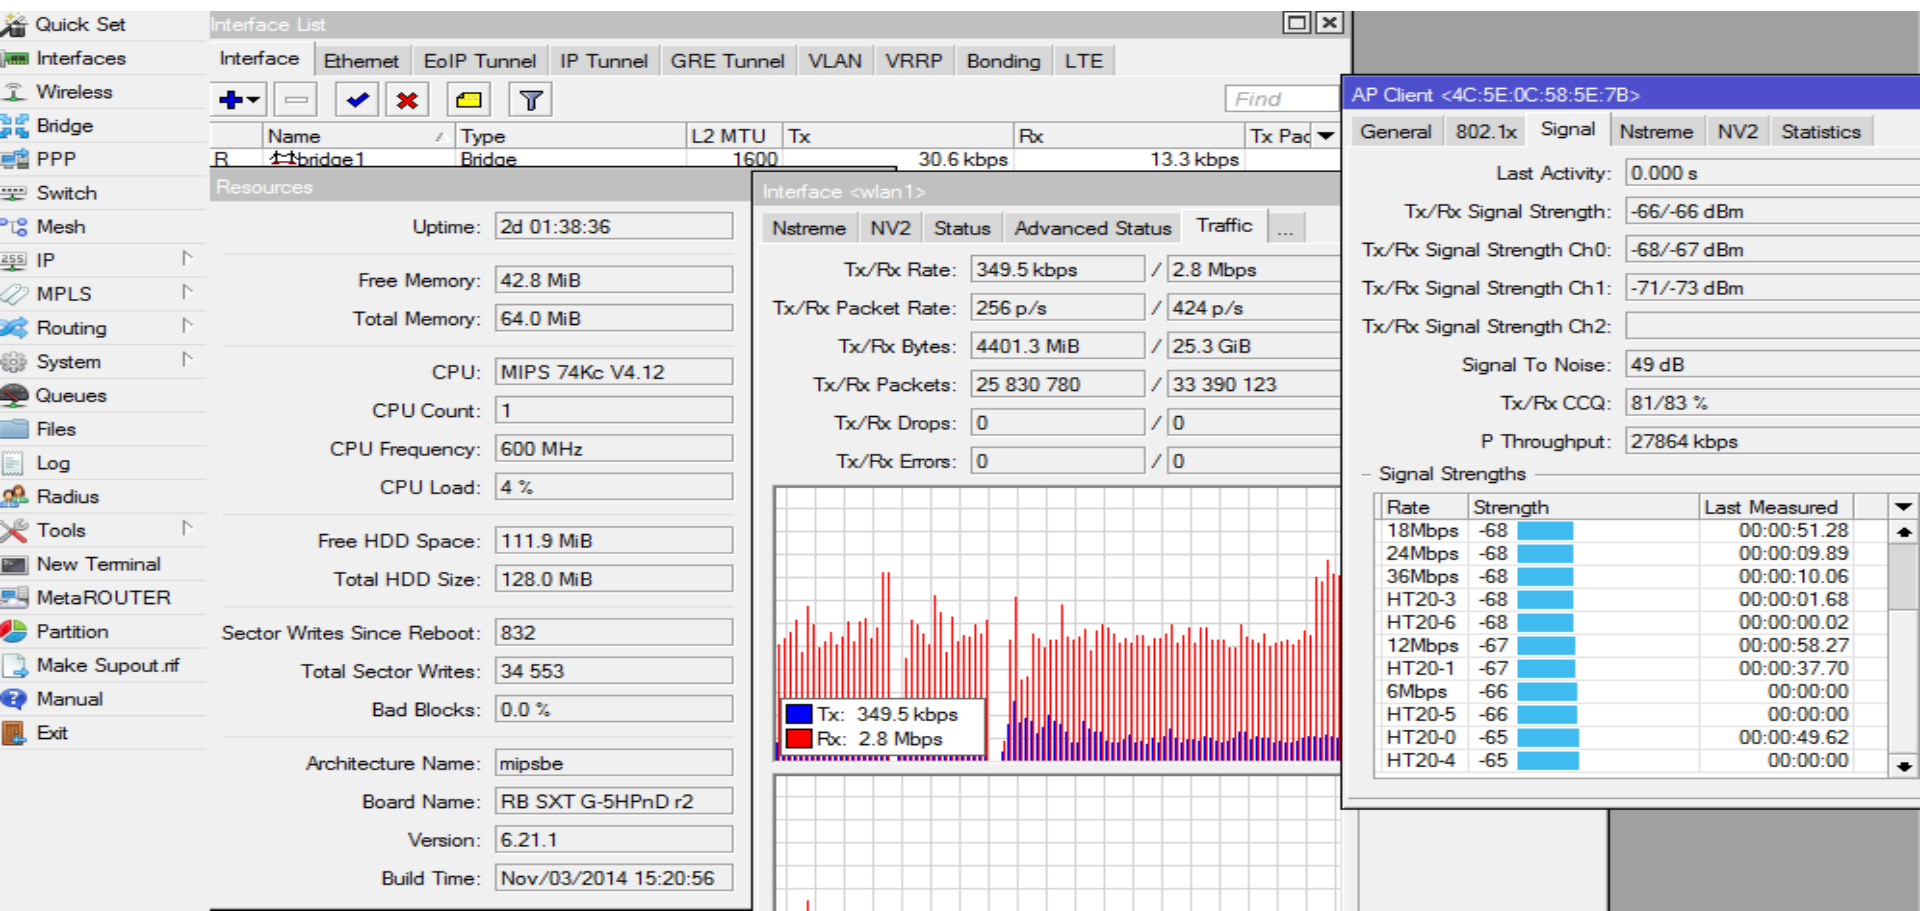 Quick Set
Interfaces
Wireless
Bridge
PPP
Switch
Mesh
255 IP
MPLS
Routing
System
Queues
Files
Log
Radius
Tools
New Terminal
MetaROUTER
Partition
Make Supout.rif
Manual
Exit
Interface List
Interface Ethernet EoIP Tunnel IP Tunnel GRE Tunnel VLAN VRRP Bonding LTE
Find
Name Type L2 MTU Tx Rx Tx Pac
R bridge1 Bridge 1600 30.6 kbps 13.3 kbps
Resources
Uptime: 2d 01:38:36
Free Memory: 42.8 MiB
Total Memory: 64.0 MiB
CPU: MIPS 74Kc V4.12
CPU Count: 1
CPU Frequency: 600 MHz
CPU Load: 4 %
Free HDD Space: 111.9 MiB
Total HDD Size: 128.0 MiB
Sector Writes Since Reboot: 832
Total Sector Writes: 34 553
Bad Blocks: 0.0 %
Architecture Name: mipsbe
Board Name: RB SXT G-5HPnD r2
Version: 6.21.1
Build Time: Nov/03/2014 15:20:56
Interface <wlan1>
Nstreme NV2 Status Advanced Status Traffic ...
Tx/Rx Rate: 349.5 kbps / 2.8 Mbps
Tx/Rx Packet Rate: 256 p/s / 424 p/s
Tx/Rx Bytes: 4401.3 MiB / 25.3 GiB
Tx/Rx Packets: 25 830 780 / 33 390 123
Tx/Rx Drops: 0 / 0
Tx/Rx Errors: 0 / 0
Tx: 349.5 kbps
Rx: 2.8 Mbps
AP Client <4C:5E:0C:58:5E:7B>
General 802.1x Signal Nstreme NV2 Statistics
Last Activity: 0.000 s
Tx/Rx Signal Strength: -66/-66 dBm
Tx/Rx Signal Strength Ch0: -68/-67 dBm
Tx/Rx Signal Strength Ch1: -71/-73 dBm
Tx/Rx Signal Strength Ch2:
Signal To Noise: 49 dB
Tx/Rx CCQ: 81/83 %
P Throughput: 27864 kbps
Signal Strengths
Rate Strength Last Measured
18Mbps -68 00:00:51.28
24Mbps -68 00:00:09.89
36Mbps -68 00:00:10.06
HT20-3 -68 00:00:01.68
HT20-6 -68 00:00:00.02
12Mbps -67 00:00:58.27
HT20-1 -67 00:00:37.70
6Mbps -66 00:00:00
HT20-5 -66 00:00:00
HT20-0 -65 00:00:49.62
HT20-4 -65 00:00:00